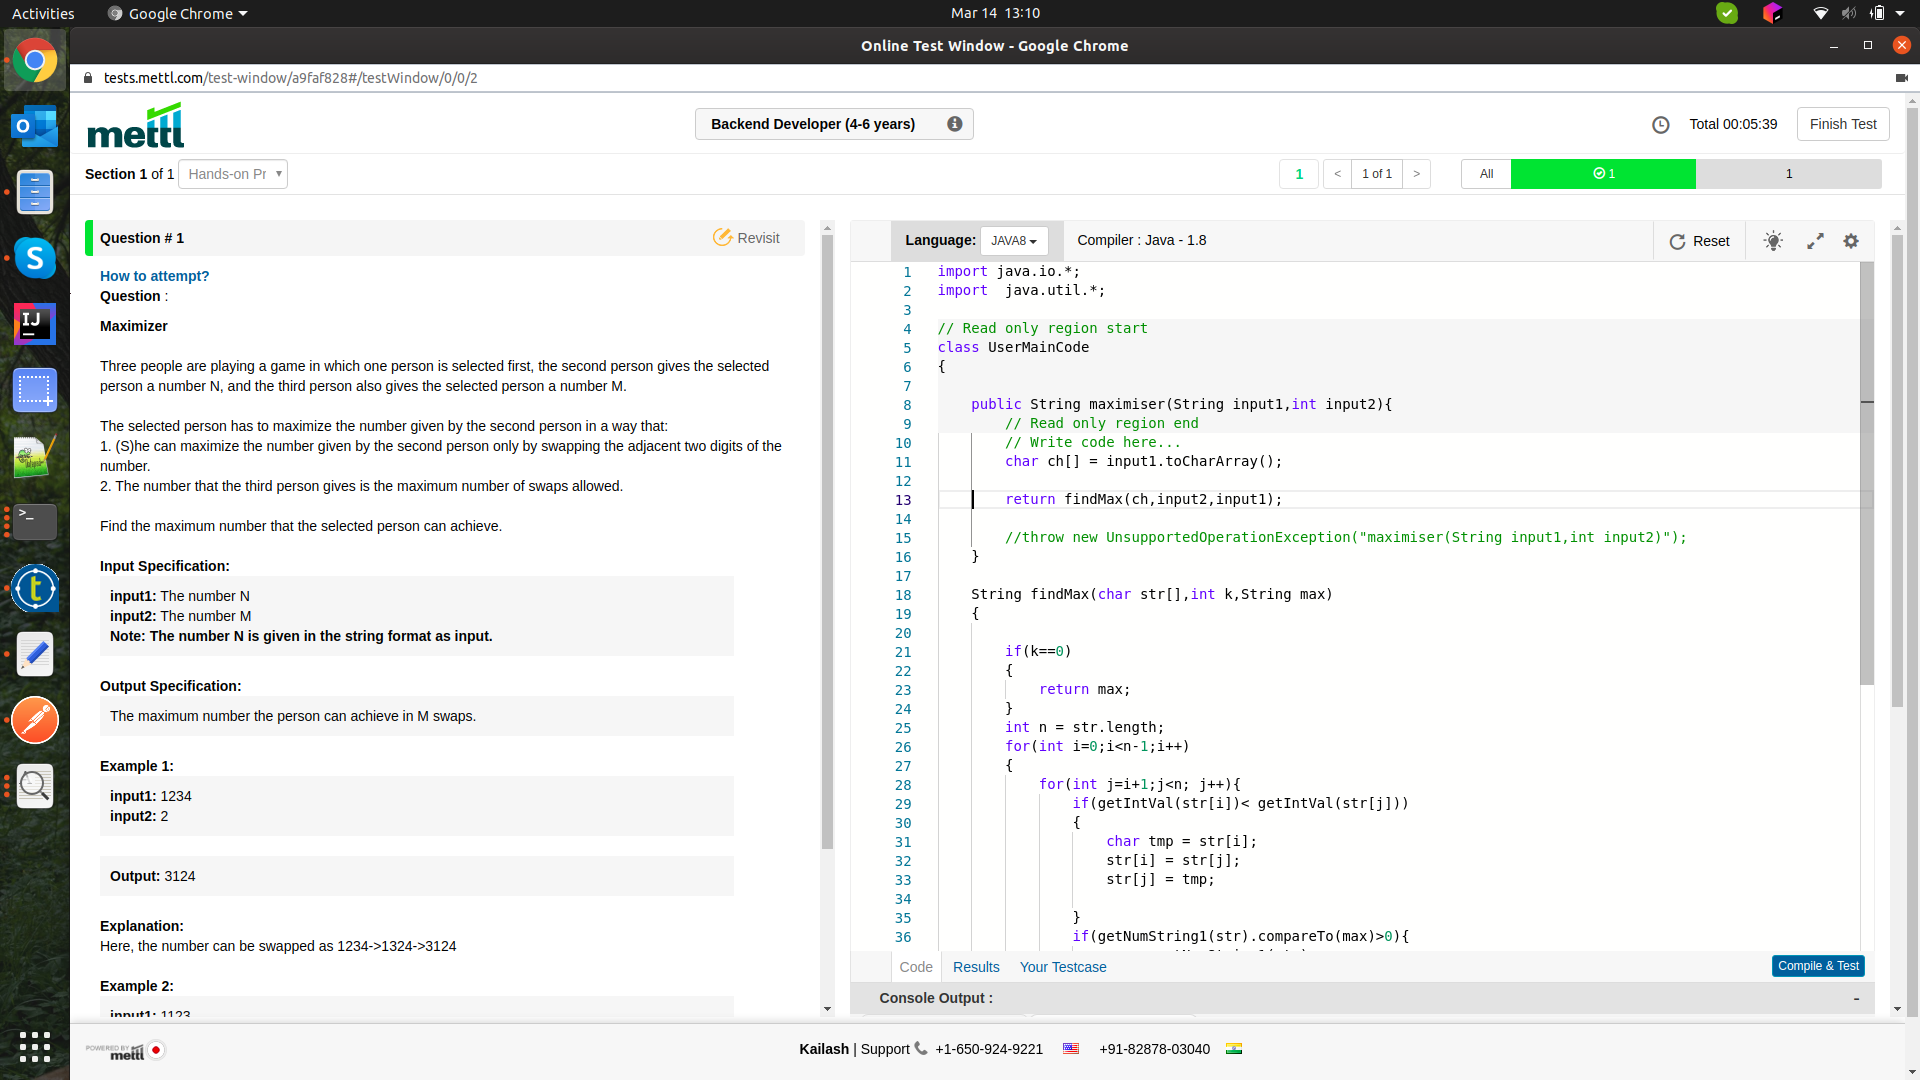 Activities
Google Chrome
Mar 14 13:10
Online Test Window - Google Chrome
tests.mettl.com/test-window/a9faf828#/testWindow/0/0/2
mettl
Backend Developer (4-6 years)
Total 00:05:39
Finish Test
Section 1 of 1
Hands-on Pr
1
<
1 of 1
>
All
1
1
Question # 1
Revisit
How to attempt?
Question :
Maximizer
Three people are playing a game in which one person is selected first, the second person gives the selected
person a number N, and the third person also gives the selected person a number M.
The selected person has to maximize the number given by the second person in a way that:
1. (S)he can maximize the number given by the second person only by swapping the adjacent two digits of the
number.
2. The number that the third person gives is the maximum number of swaps allowed.
Find the maximum number that the selected person can achieve.
Input Specification:
input1: The number N
input2: The number M
Note: The number N is given in the string format as input.
Output Specification:
The maximum number the person can achieve in M swaps.
Example 1:
input1: 1234
input2: 2
Output: 3124
Explanation:
Here, the number can be swapped as 1234->1324->3124
Example 2:
input1: 1123
Language: JAVA8
Compiler : Java - 1.8
Reset
1 import java.io.*;
2 import  java.util.*;
3
4 // Read only region start
5 class UserMainCode
6 {
7
8     public String maximiser(String input1,int input2){
9         // Read only region end
10         // Write code here...
11         char ch[] = input1.toCharArray();
12
13         return findMax(ch,input2,input1);
14
15         //throw new UnsupportedOperationException("maximiser(String input1,int input2)");
16     }
17
18     String findMax(char str[],int k,String max)
19     {
20
21         if(k==0)
22         {
23             return max;
24         }
25         int n = str.length;
26         for(int i=0;i<n-1;i++)
27         {
28             for(int j=i+1;j<n; j++){
29                 if(getIntVal(str[i])< getIntVal(str[j]))
30                 {
31                     char tmp = str[i];
32                     str[i] = str[j];
33                     str[j] = tmp;
34
35                 }
36                 if(getNumString1(str).compareTo(max)>0){
Code
Results
Your Testcase
Compile & Test
Console Output :
-
POWERED BY mettl
Kailash | Support +1-650-924-9221
+91-82878-03040